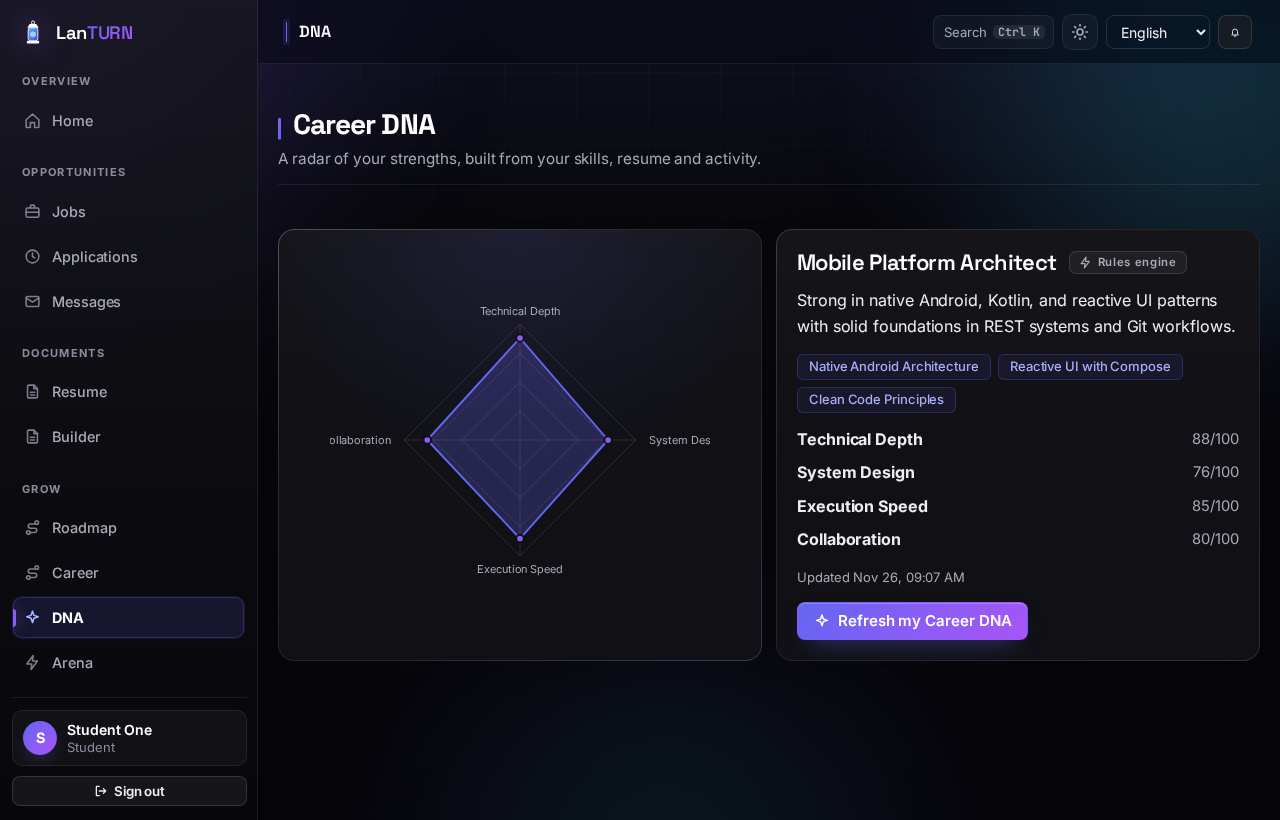 LanTURN
OVERVIEW
Home
OPPORTUNITIES
Jobs
Applications
Messages
DOCUMENTS
Resume
Builder
GROW
Roadmap
Career
DNA
Arena
S
Student One
Student
Sign out
DNA
Search Ctrl K
English
Career DNA
A radar of your strengths, built from your skills, resume and activity.
Technical Depth
ollaboration
System Des
Execution Speed
Mobile Platform Architect
Rules engine
Strong in native Android, Kotlin, and reactive UI patterns
with solid foundations in REST systems and Git workflows.
Native Android Architecture
Reactive UI with Compose
Clean Code Principles
Technical Depth 88/100
System Design 76/100
Execution Speed 85/100
Collaboration 80/100
Updated Nov 26, 09:07 AM
Refresh my Career DNA